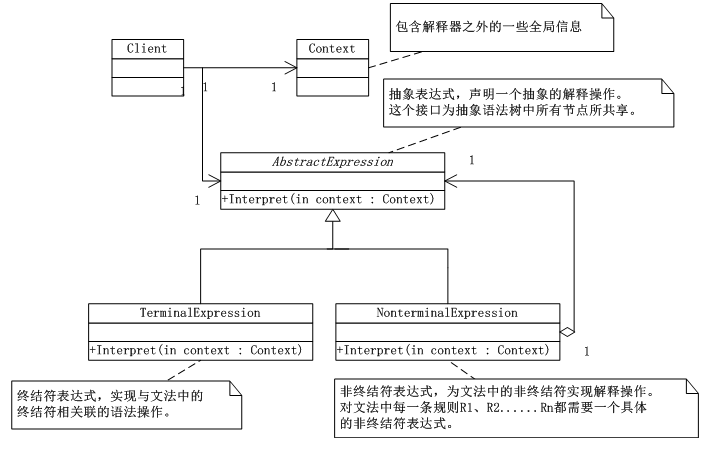 Client
Context
包含解释器之外的一些全局信息
1
1
1
抽象表达式，声明一个抽象的解释操作。
这个接口为抽象语法树中所有节点所共享。
AbstractExpression
1
1
+Interpret(in context : Context)
TerminalExpression
NonterminalExpression
+Interpret(in context : Context)
+Interpret(in context : Context)
1
终结符表达式，实现与文法中的
终结符相关联的语法操作。
非终结符表达式，为文法中的非终结符实现解释操作。
对文法中每一条规则R1、R2......Rn都需要一个具体
的非终结符表达式。